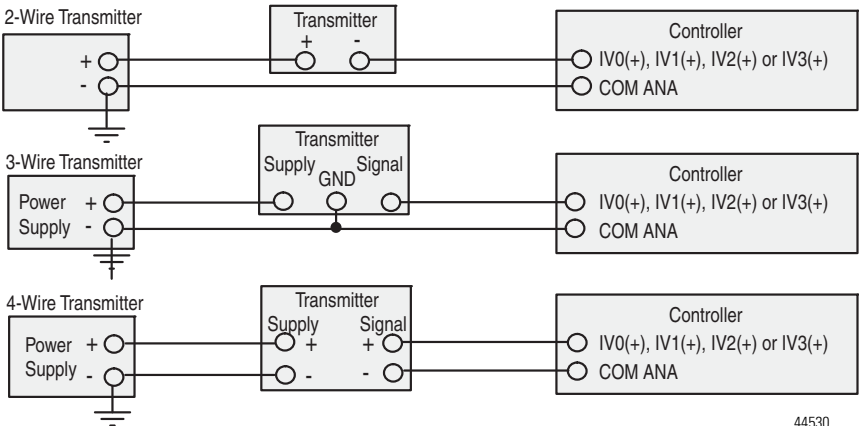 2-Wire Transmitter
+
-
Transmitter
+ -
Controller
IV0(+), IV1(+), IV2(+) or IV3(+)
COM ANA
3-Wire Transmitter
Power + 
Supply -
Transmitter
Supply GND Signal
Controller
IV0(+), IV1(+), IV2(+) or IV3(+)
COM ANA
4-Wire Transmitter
Power +
Supply -
Transmitter
Supply Signal
+ +
- -
Controller
IV0(+), IV1(+), IV2(+) or IV3(+)
COM ANA
44530